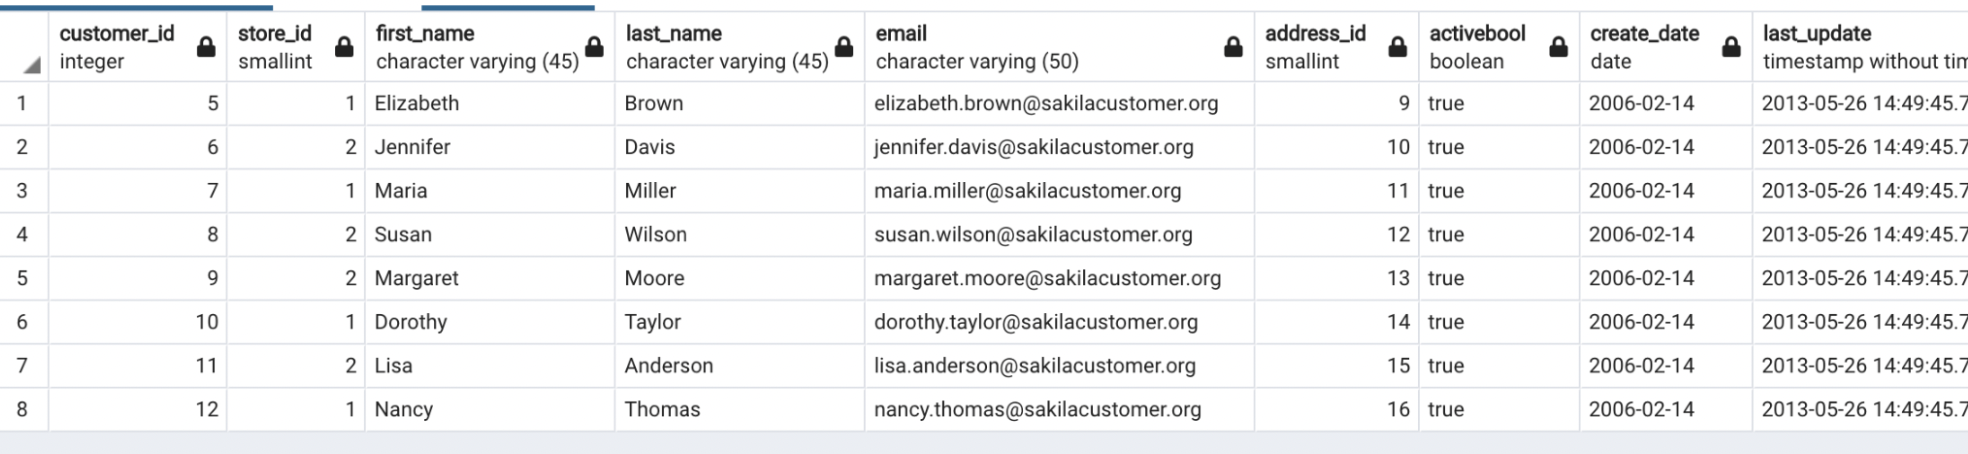 customer_id store_id first_name last_name email address_id activebool create_date last_update
integer smallint character varying (45) character varying (45) character varying (50) smallint boolean date timestamp without
1 5 1 Elizabeth Brown elizabeth.brown@sakilacustomer.org 9 true 2006-02-14 2013-05-26 14:49:45.7
2 6 2 Jennifer Davis jennifer.davis@sakilacustomer.org 10 true 2006-02-14 2013-05-26 14:49:45.7
3 7 1 Maria Miller maria.miller@sakilacustomer.org 11 true 2006-02-14 2013-05-26 14:49:45.7
4 8 2 Susan Wilson susan.wilson@sakilacustomer.org 12 true 2006-02-14 2013-05-26 14:49:45.7
5 9 2 Margaret Moore margaret.moore@sakilacustomer.org 13 true 2006-02-14 2013-05-26 14:49:45.7
6 10 1 Dorothy Taylor dorothy.taylor@sakilacustomer.org 14 true 2006-02-14 2013-05-26 14:49:45.7
7 11 2 Lisa Anderson lisa.anderson@sakilacustomer.org 15 true 2006-02-14 2013-05-26 14:49:45.7
8 12 1 Nancy Thomas nancy.thomas@sakilacustomer.org 16 true 2006-02-14 2013-05-26 14:49:45.7